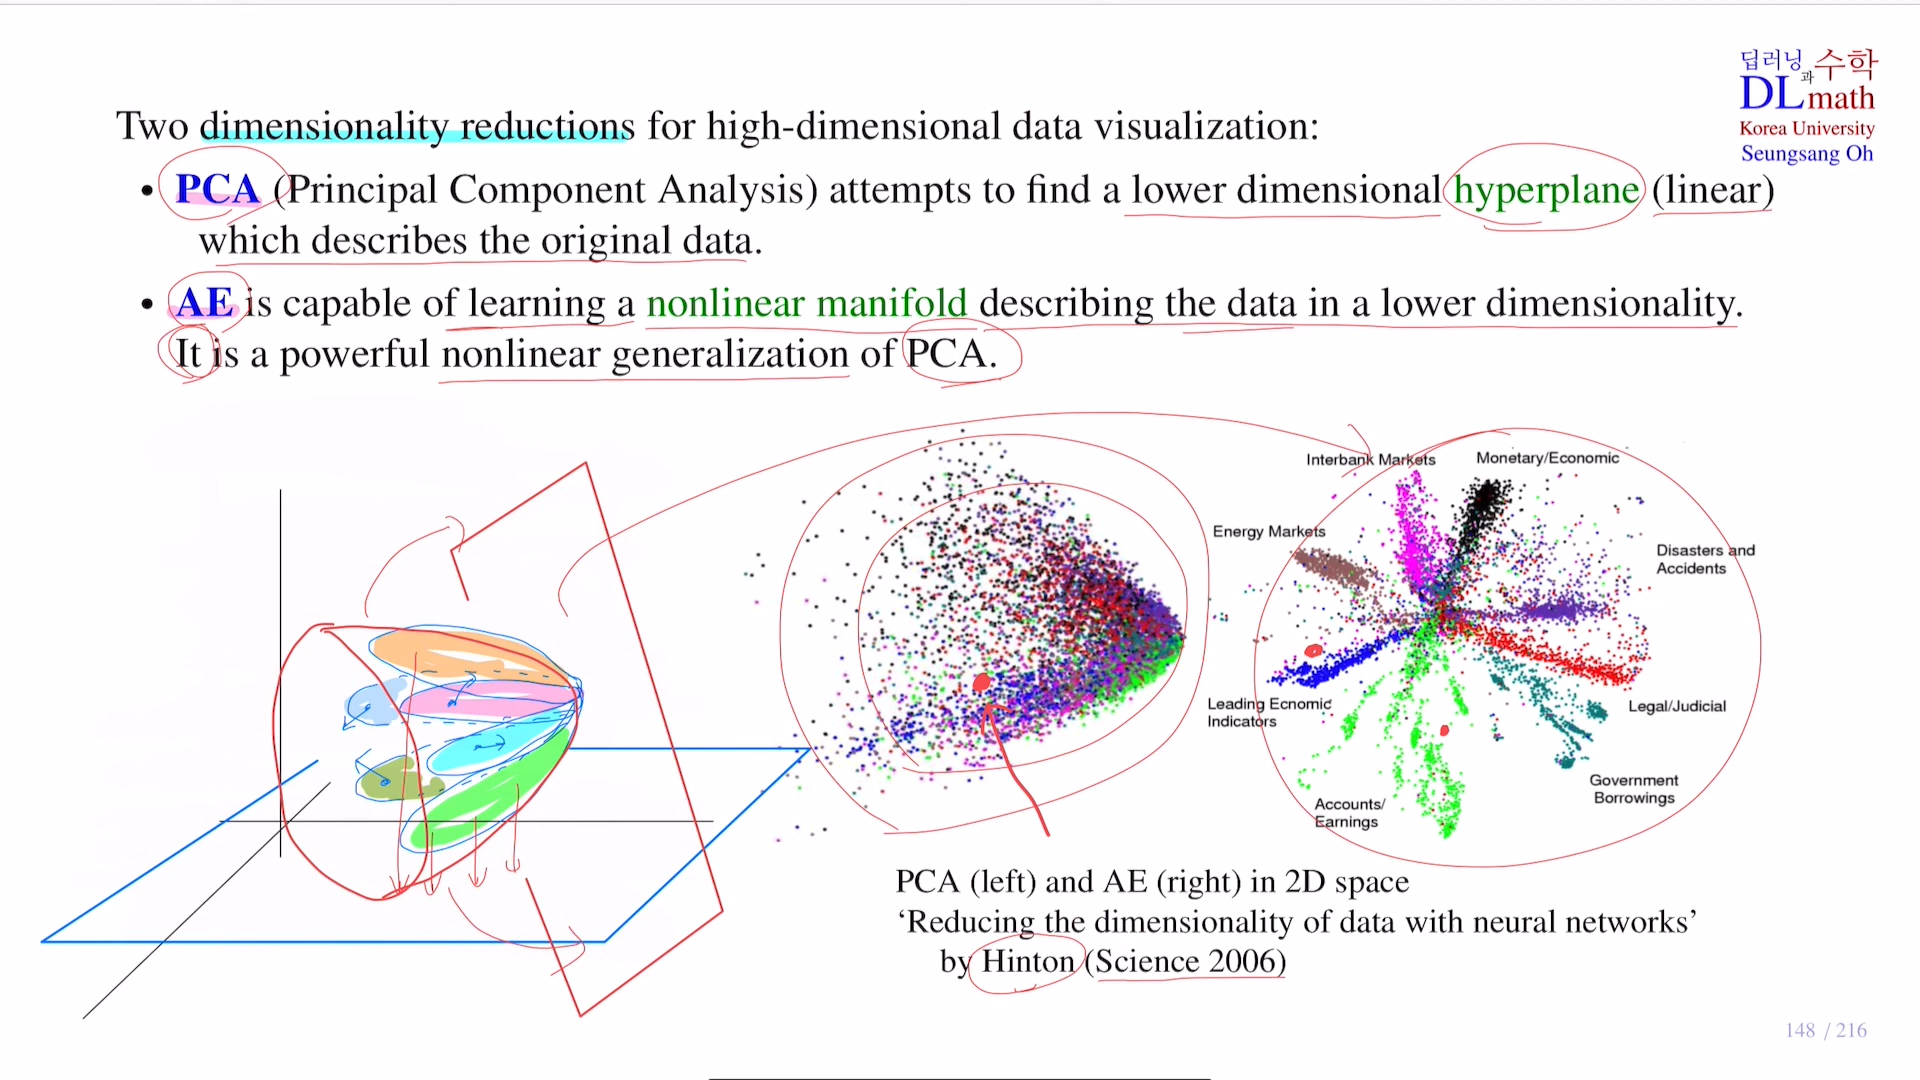 딥러닝과 수학
DL math
Korea University
Seungsang Oh
Two dimensionality reductions for high-dimensional data visualization:
• PCA (Principal Component Analysis) attempts to find a lower dimensional hyperplane (linear)
which describes the original data.
• AE is capable of learning a nonlinear manifold describing the data in a lower dimensionality.
It is a powerful nonlinear generalization of PCA.
Interbank Markets
Monetary/Economic
Energy Markets
Disasters and
Accidents
Leading Ecnomic
Indicators
Legal/Judicial
Government
Borrowings
Accounts/
Earnings
PCA (left) and AE (right) in 2D space
‘Reducing the dimensionality of data with neural networks’
by Hinton (Science 2006)
148 / 216